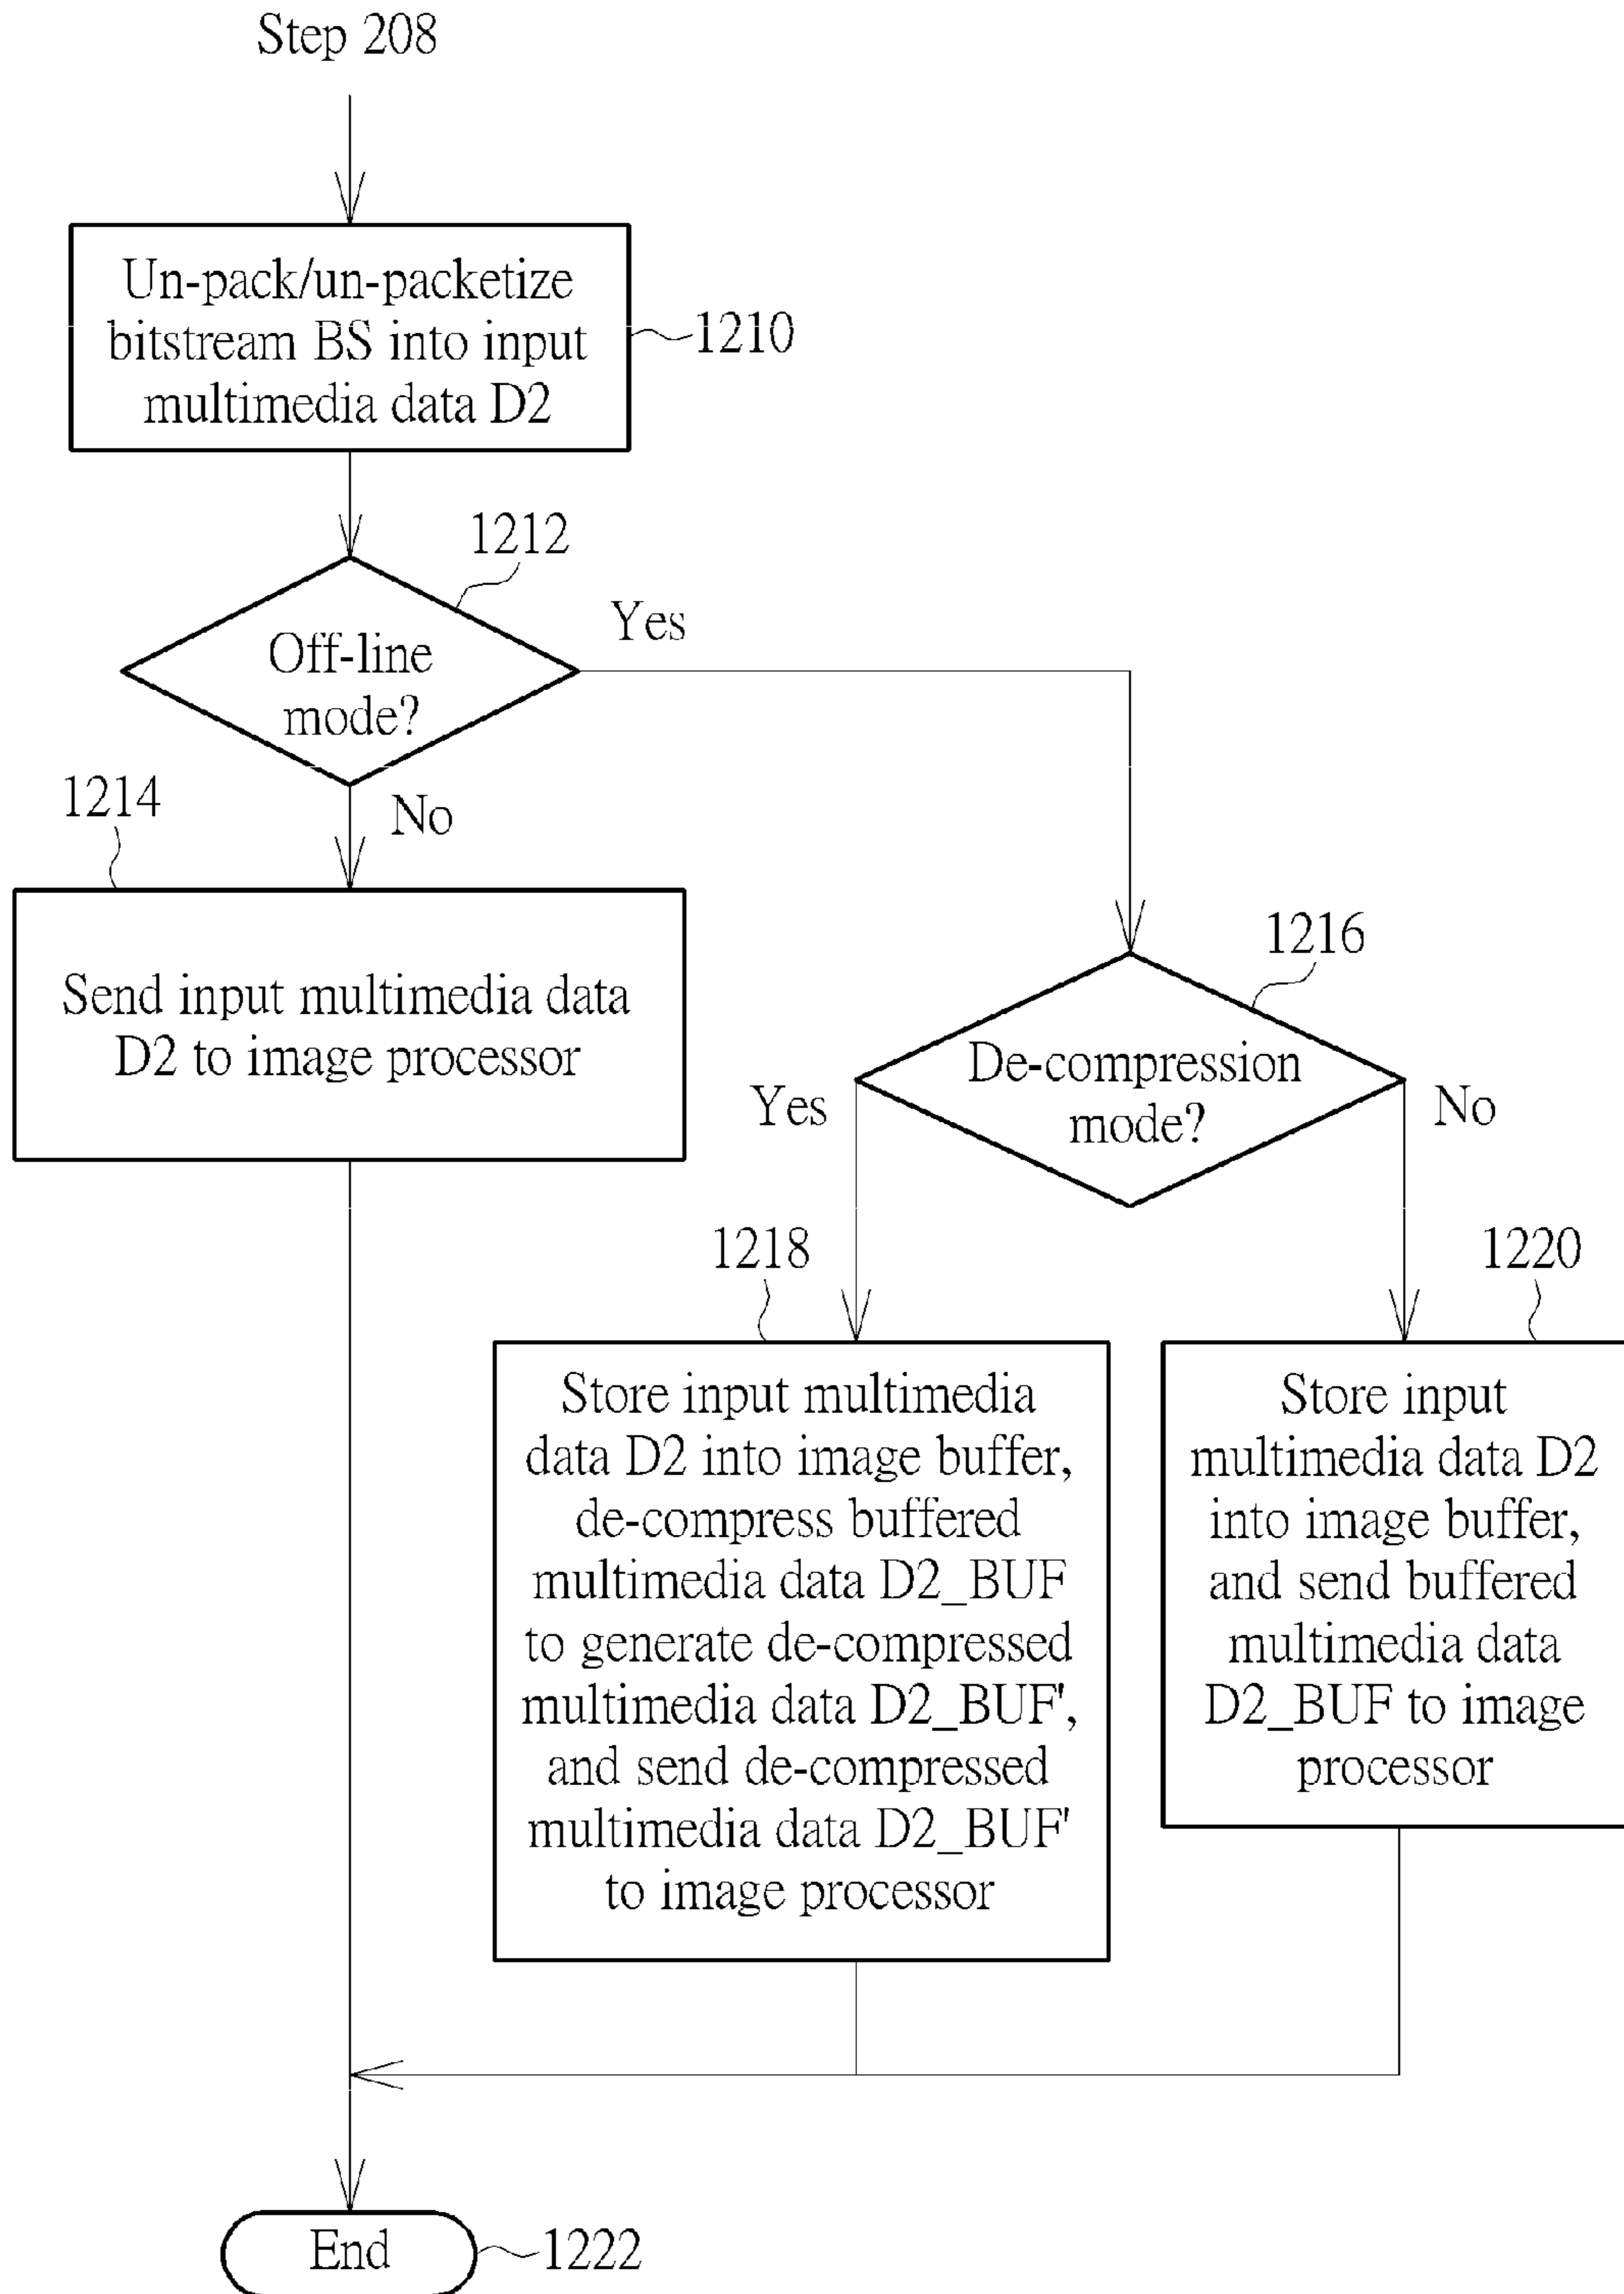 Step 208
Un-pack/un-packetize
bitstream BS into input
multimedia data D2
1210
1212
Off-line
mode?
Yes
No
1214
Send input multimedia data
D2 to image processor
1216
De-compression
mode?
Yes
No
1218
Store input multimedia
data D2 into image buffer,
de-compress buffered
multimedia data D2_BUF
to generate de-compressed
multimedia data D2_BUF',
and send de-compressed
multimedia data D2_BUF'
to image processor
1220
Store input
multimedia data D2
into image buffer,
and send buffered
multimedia data
D2_BUF to image
processor
End
1222